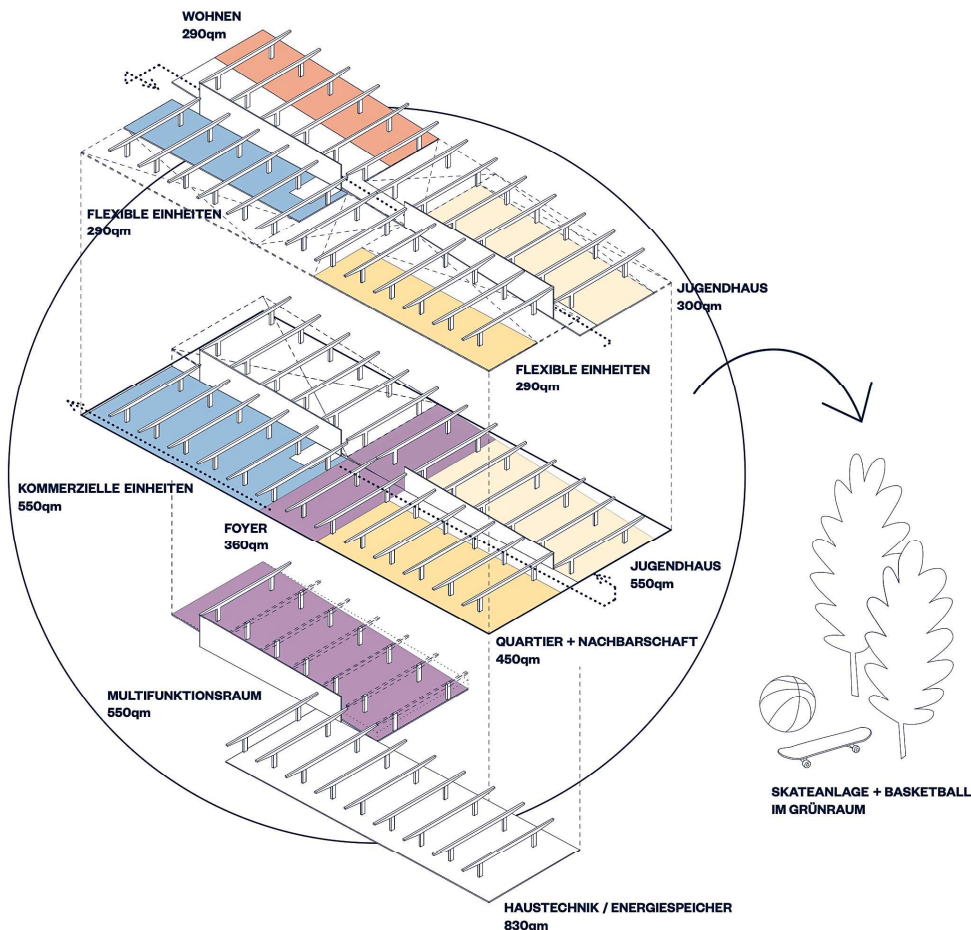 WOHNEN
290qm
FLEXIBLE EINHEITEN
290qm
JUGENDHAUS
300qm
FLEXIBLE EINHEITEN
290qm
KOMMERZIELLE EINHEITEN
550qm
FOYER
360qm
JUGENDHAUS
550qm
QUARTIER + NACHBARSCHAFT
450qm
MULTIFUNKTIONSRAUM
550qm
SKATEANLAGE + BASKETBALL
IM GRÜNRAUM
HAUSTECHNIK / ENERGIESPEICHER
830qm